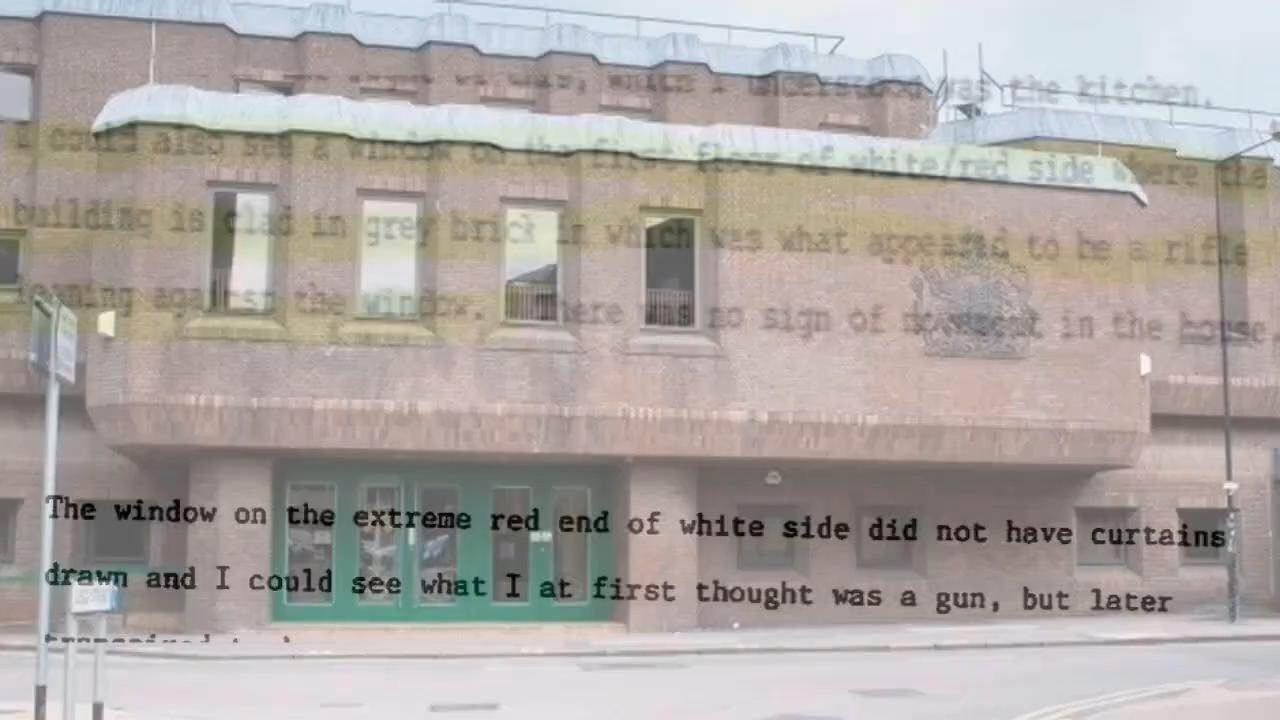 which I understand was the kitchen.
I could also see a window on the first floor of white/red side where the
building is clad in grey brick in which was what appeared to be a rifle
against the window. There was no sign of movement in the house
The window on the extreme red end of white side did not have curtains
drawn and I could see what I at first thought was a gun, but later